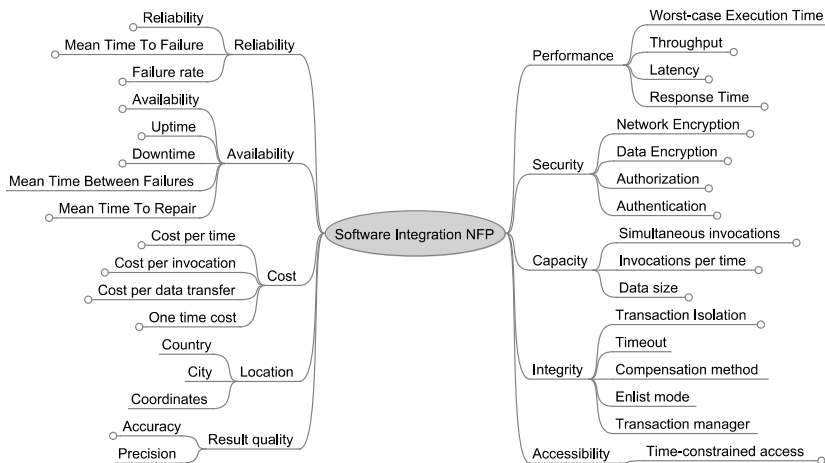 Reliability
Mean Time To Failure
Failure rate
Reliability
Availability
Uptime
Downtime
Mean Time Between Failures
Mean Time To Repair
Availability
Cost per time
Cost per invocation
Cost per data transfer
One time cost
Cost
Country
City
Coordinates
Location
Accuracy
Precision
Result quality
Software Integration NFP
Performance
Worst-case Execution Time
Throughput
Latency
Response Time
Security
Network Encryption
Data Encryption
Authorization
Authentication
Capacity
Simultaneous invocations
Invocations per time
Data size
Integrity
Transaction Isolation
Timeout
Compensation method
Enlist mode
Transaction manager
Accessibility
Time-constrained access